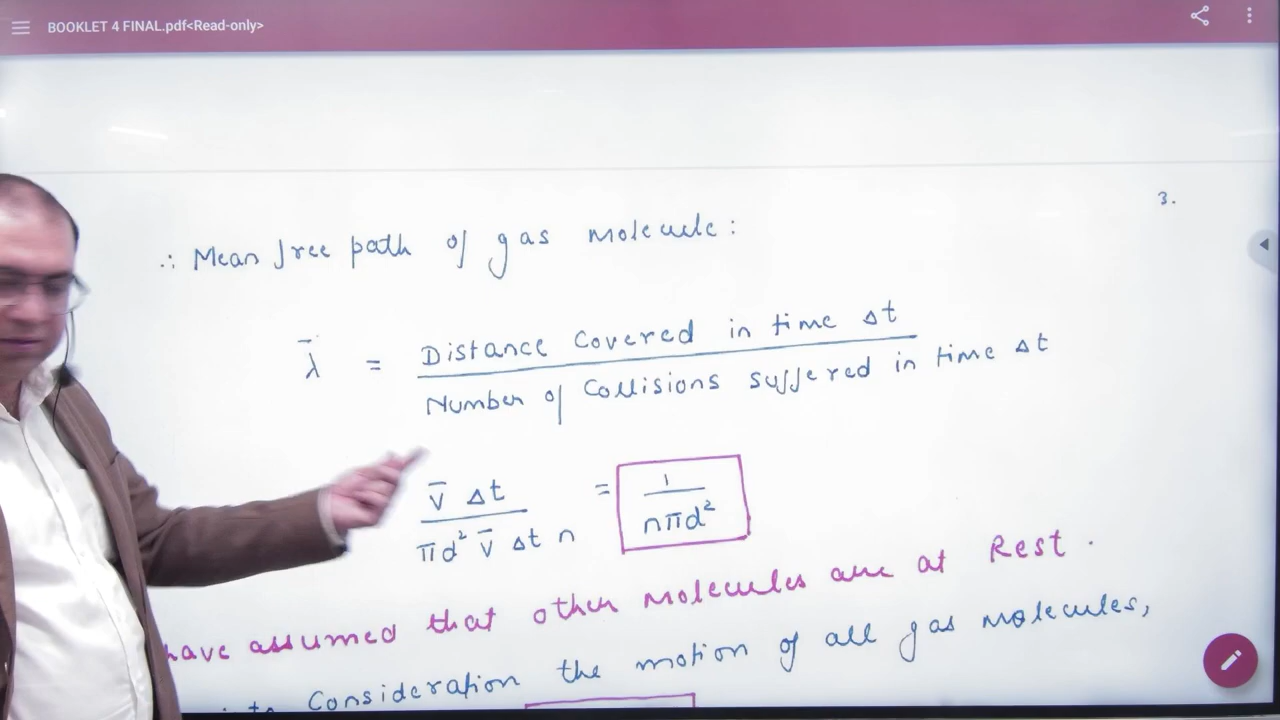 BOOKLET 4 FINAL.pdf<Read-only>
3.
∴ Mean free path of gas molecule :
λ̄ = Distance Covered in time Δt / Number of Collisions suffered in time Δt
v̄ Δt / πd² v̄ Δt n = 1 / nπd²
have assumed that other molecules are at Rest.
Consideration the motion of all gas molecules,